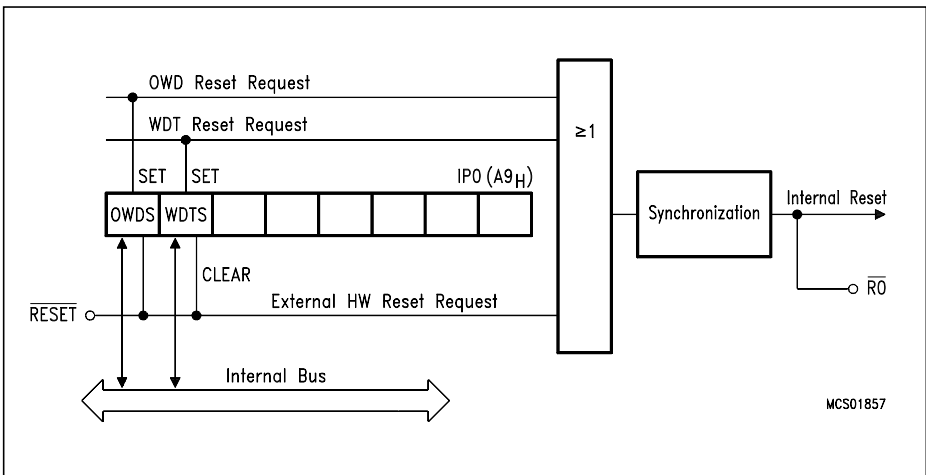 OWD Reset Request
WDT Reset Request
≥1
SET SET IP0 (A9H)
OWDS WDTS
Synchronization
Internal Reset
CLEAR
External HW Reset Request
RESET
RO
Internal Bus
MCS01857